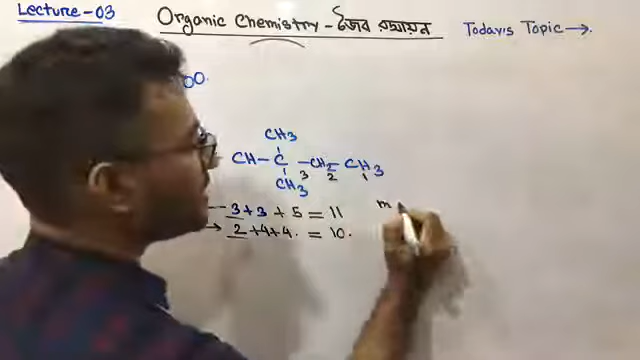 Lecture-03
Organic Chemistry - জৈব রসায়ন
Today's Topic →.
CH3
CH - C - CH2 CH3
3 2 1
CH3
3+3 + 5 = 11
→ 2 +4+4. = 10.
m